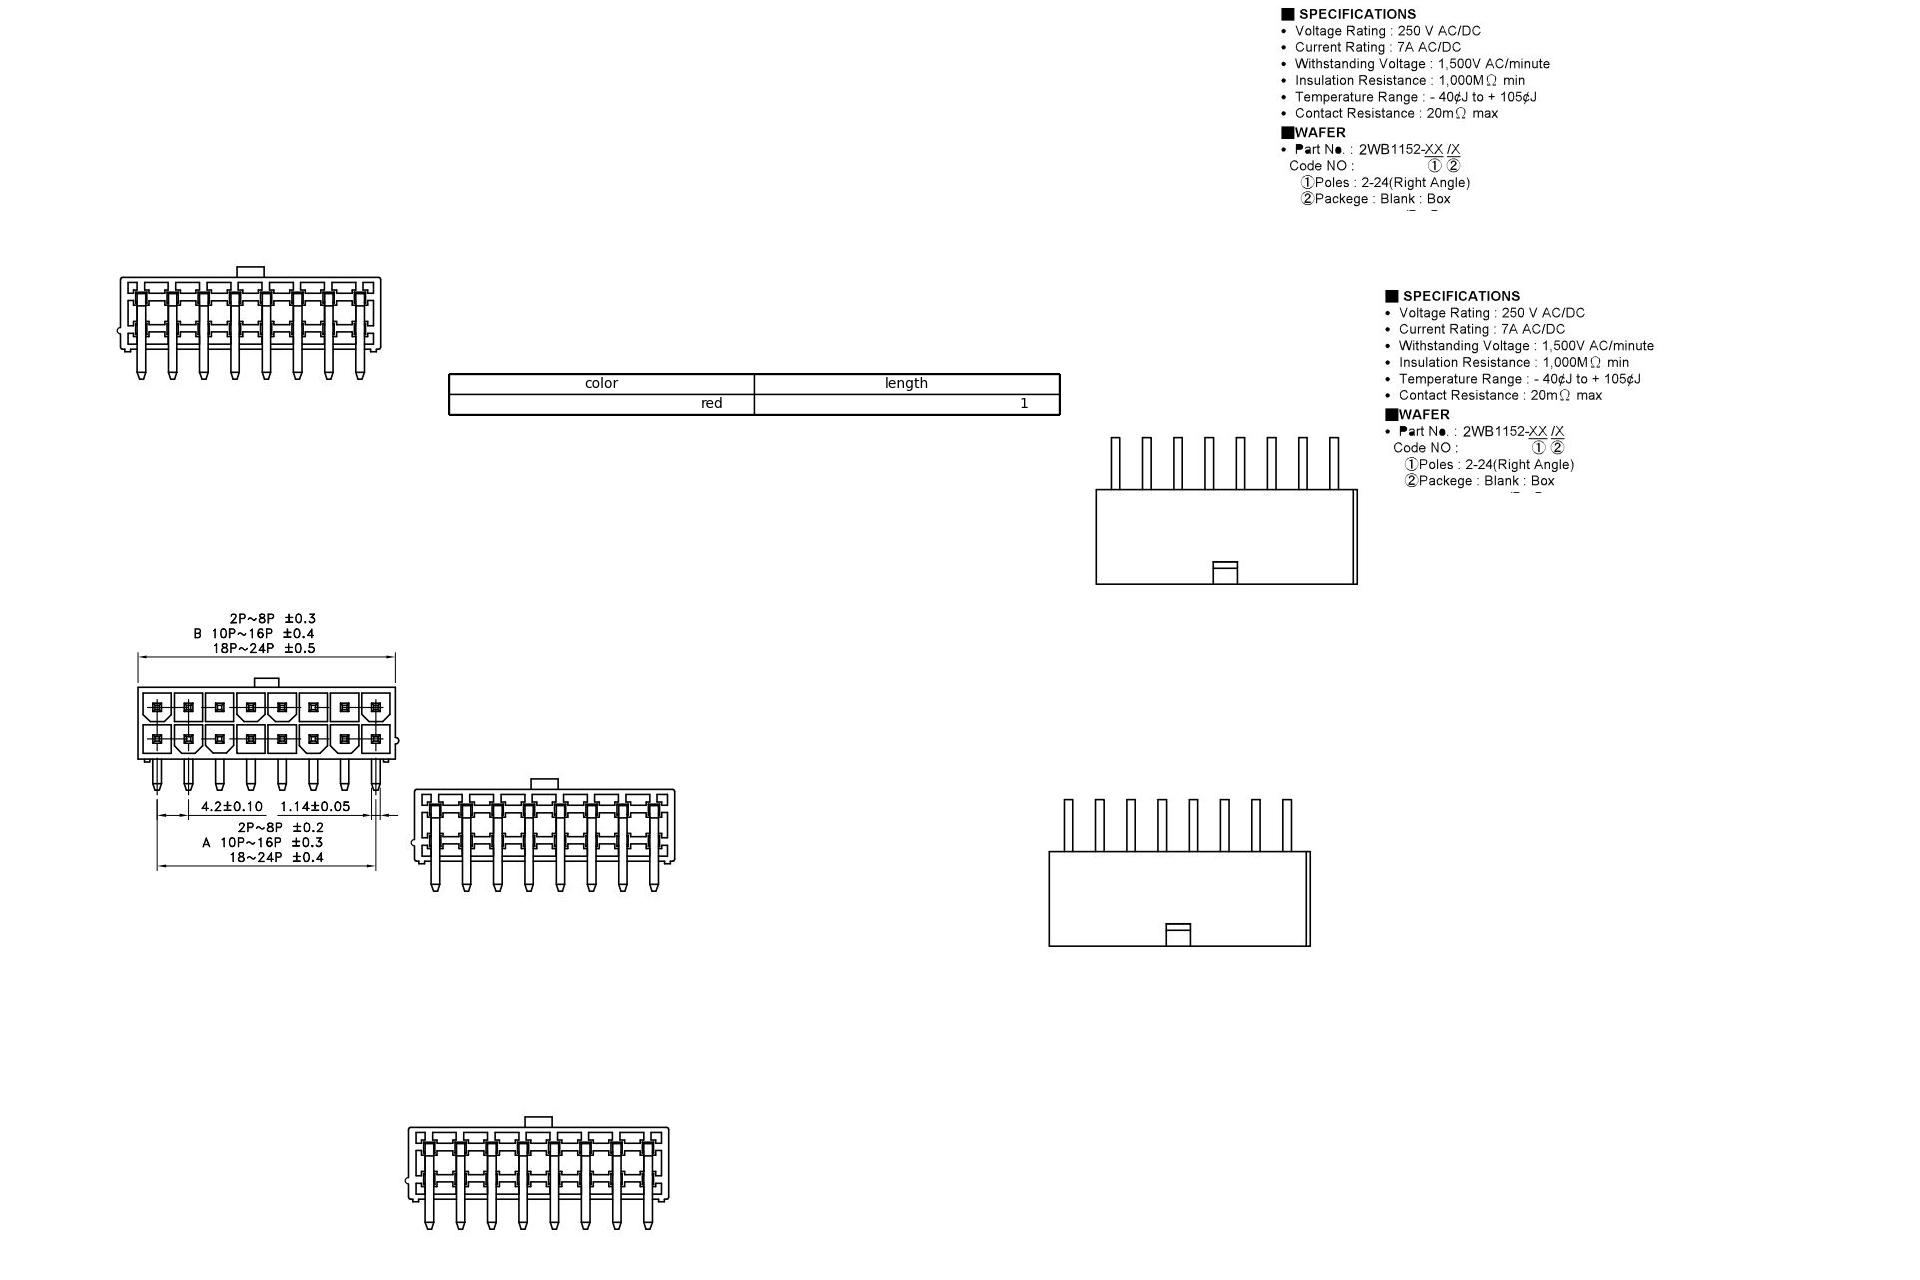 ■ SPECIFICATIONS
• Voltage Rating : 250 V AC/DC
• Current Rating : 7A AC/DC
• Withstanding Voltage : 1,500V AC/minute
• Insulation Resistance : 1,000MΩ min
• Temperature Range : - 40¢J to + 105¢J
• Contact Resistance : 20mΩ max
■WAFER
• Part No. : 2WB1152-XX /X
Code NO : ① ②
①Poles : 2-24(Right Angle)
②Packege : Blank : Box
■ SPECIFICATIONS
• Voltage Rating : 250 V AC/DC
• Current Rating : 7A AC/DC
• Withstanding Voltage : 1,500V AC/minute
• Insulation Resistance : 1,000MΩ min
• Temperature Range : - 40¢J to + 105¢J
• Contact Resistance : 20mΩ max
■WAFER
• Part No. : 2WB1152-XX /X
Code NO : ① ②
①Poles : 2-24(Right Angle)
②Packege : Blank : Box
color length
red 1
2P~8P ±0.3
B 10P~16P ±0.4
18P~24P ±0.5
4.2±0.10 1.14±0.05
2P~8P ±0.2
A 10P~16P ±0.3
18~24P ±0.4